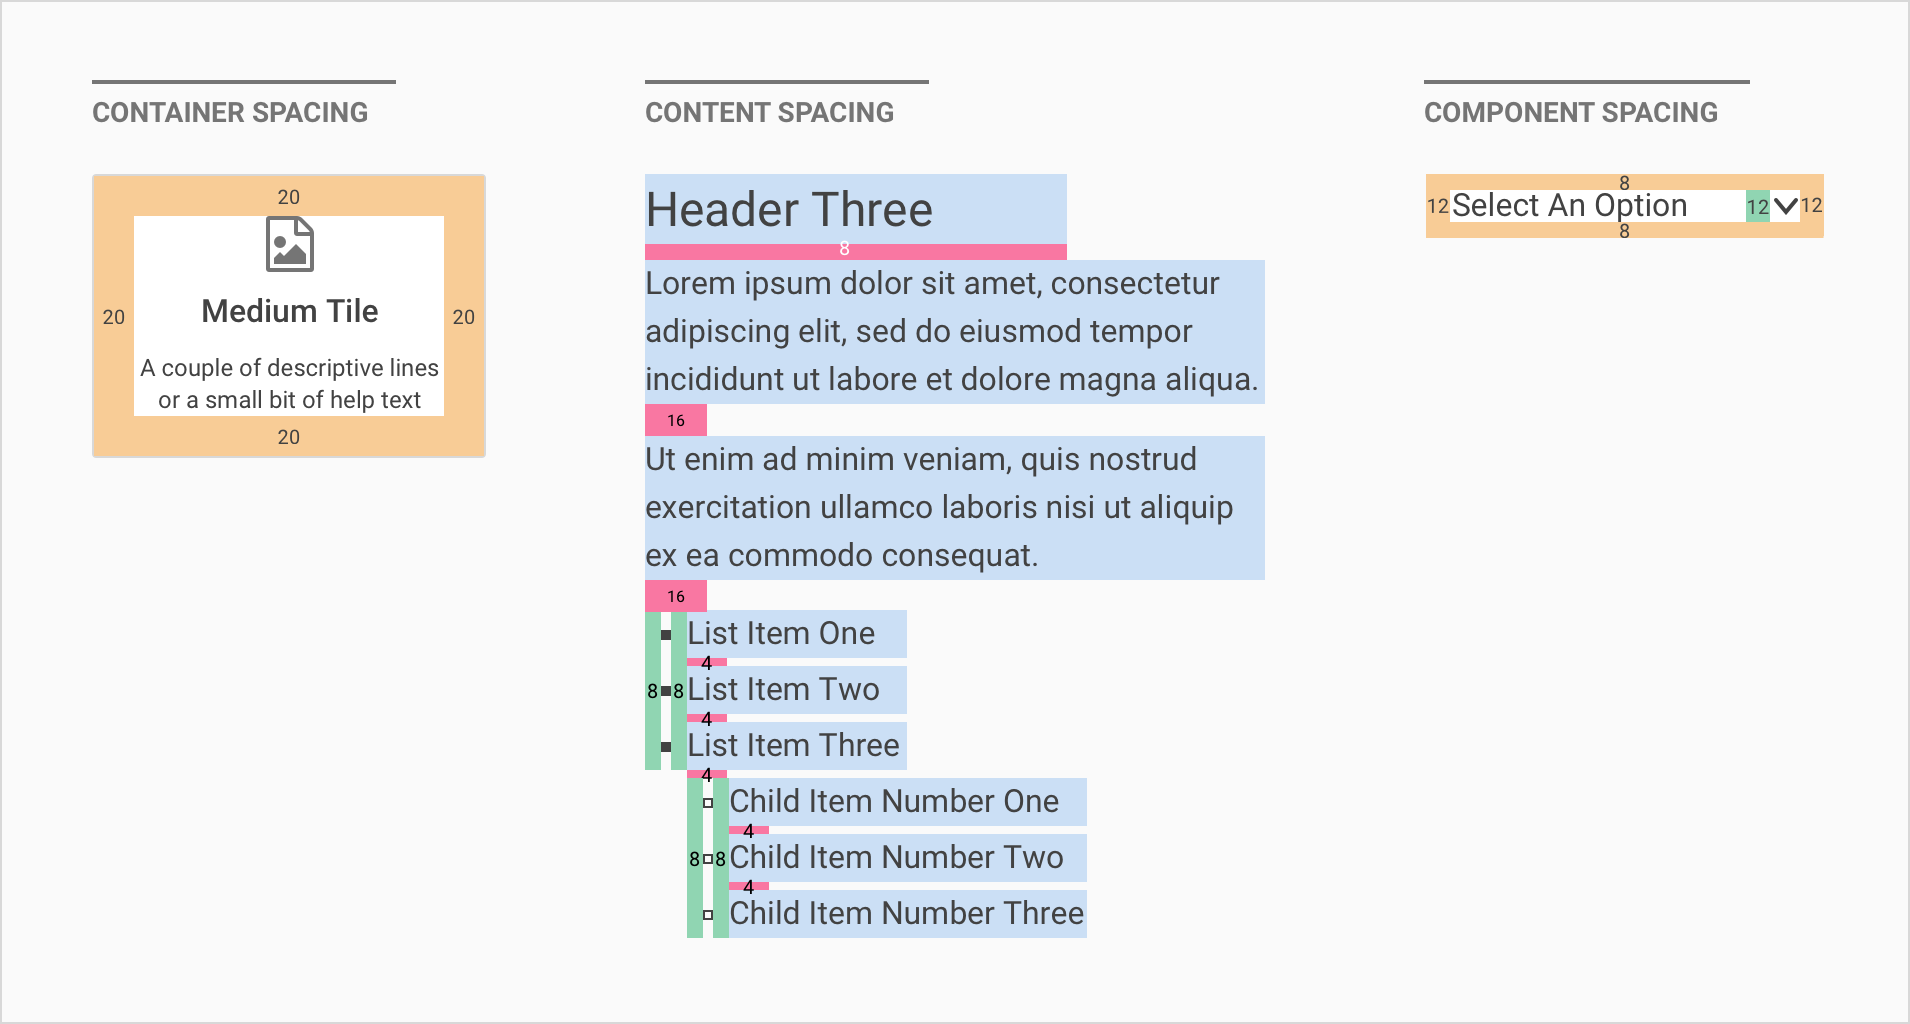 CONTAINER SPACING
20
20
Medium Tile
20
A couple of descriptive lines
or a small bit of help text
20
CONTENT SPACING
Header Three
8
Lorem ipsum dolor sit amet, consectetur
adipiscing elit, sed do eiusmod tempor
incididunt ut labore et dolore magna aliqua.
16
Ut enim ad minim veniam, quis nostrud
exercitation ullamco laboris nisi ut aliquip
ex ea commodo consequat.
16
List Item One
4
8 8 List Item Two
4
List Item Three
4
Child Item Number One
4
8 8 Child Item Number Two
4
Child Item Number Three
COMPONENT SPACING
8
12 Select An Option 12 12
8